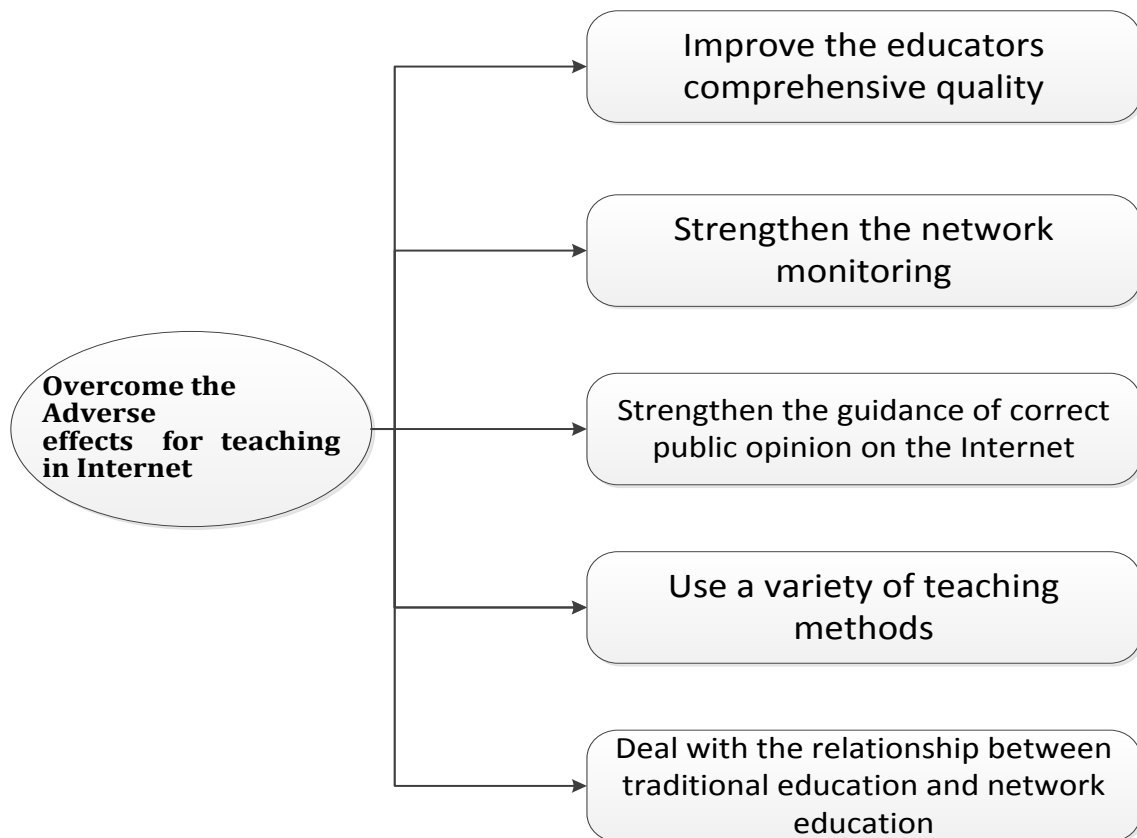 Improve the educators
comprehensive quality
Strengthen the network
monitoring
Strengthen the guidance of correct
public opinion on the Internet
Overcome the
Adverse
effects for teaching
in Internet
Use a variety of teaching
methods
Deal with the relationship between
traditional education and network
education